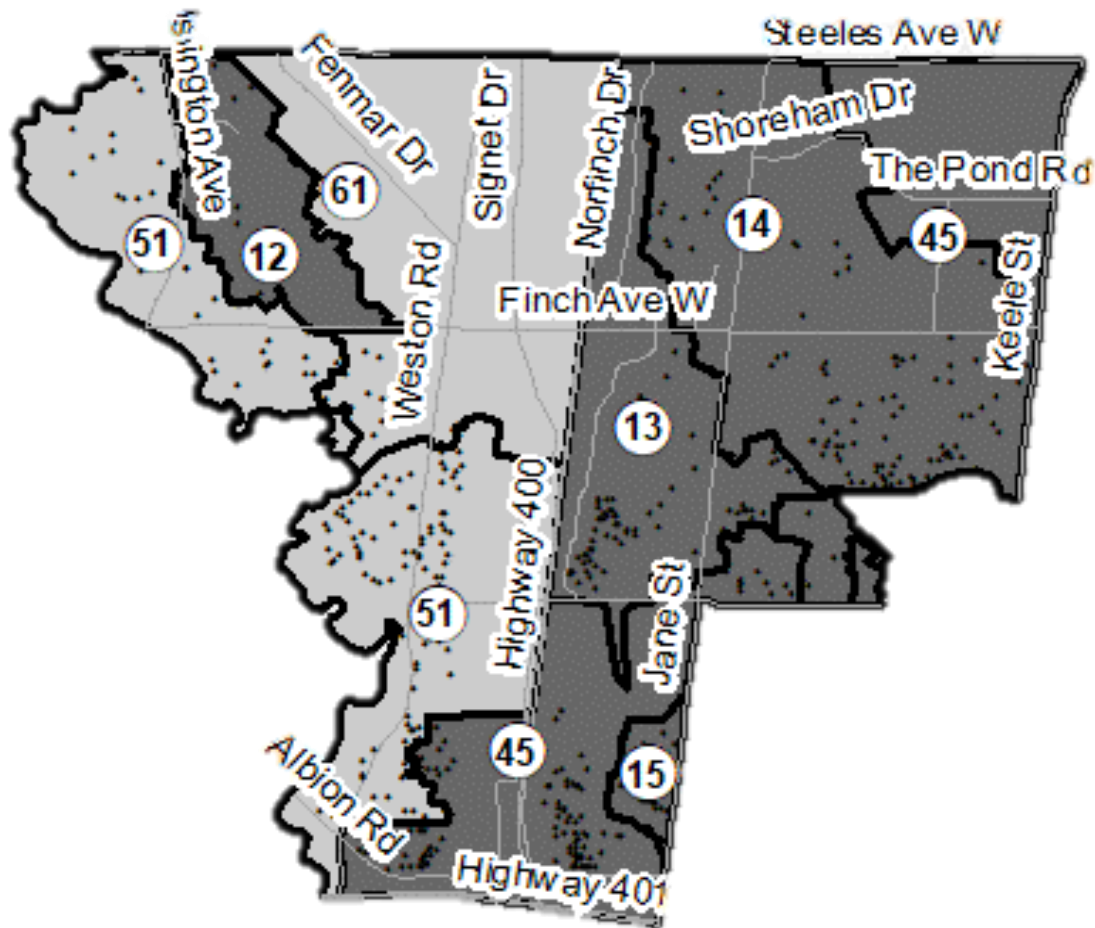 Steeles Ave W
Fenmar Dr
Signet Dr
Norfinch Dr
Shoreham Dr
The Pond Rd
61
51
12
14
45
Weston Rd
Finch Ave W
Keele St
13
Highway 400
51
Jane St
45
15
Albion Rd
Highway 401